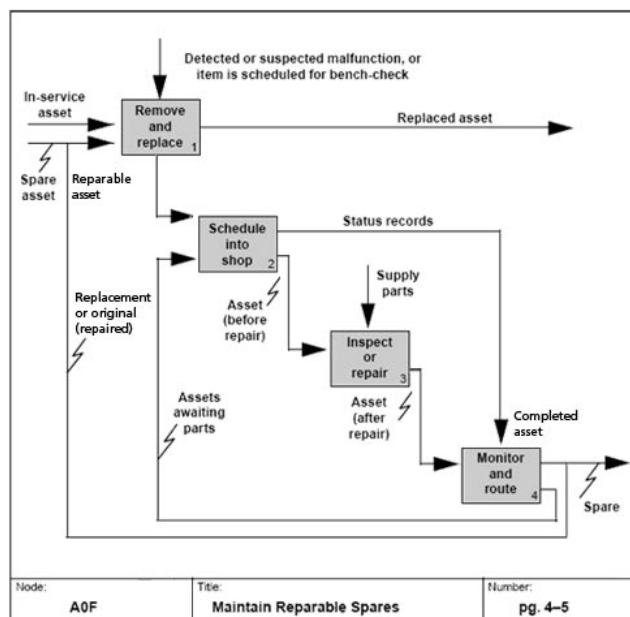 Detected or suspected malfunction, or
item is scheduled for bench-check
In-service
asset
Remove
and
replace
1
Replaced asset
Spare
asset
Reparable
asset
Schedule
into
shop
2
Status records
Supply
parts
Replacement
or original
(repaired)
Asset
(before
repair)
Inspect
or
repair
3
Assets
awaiting
parts
Asset
(after
repair)
Completed
asset
Monitor
and
route
4
Spare
Node:
A0F
Title:
Maintain Reparable Spares
Number:
pg. 4–5